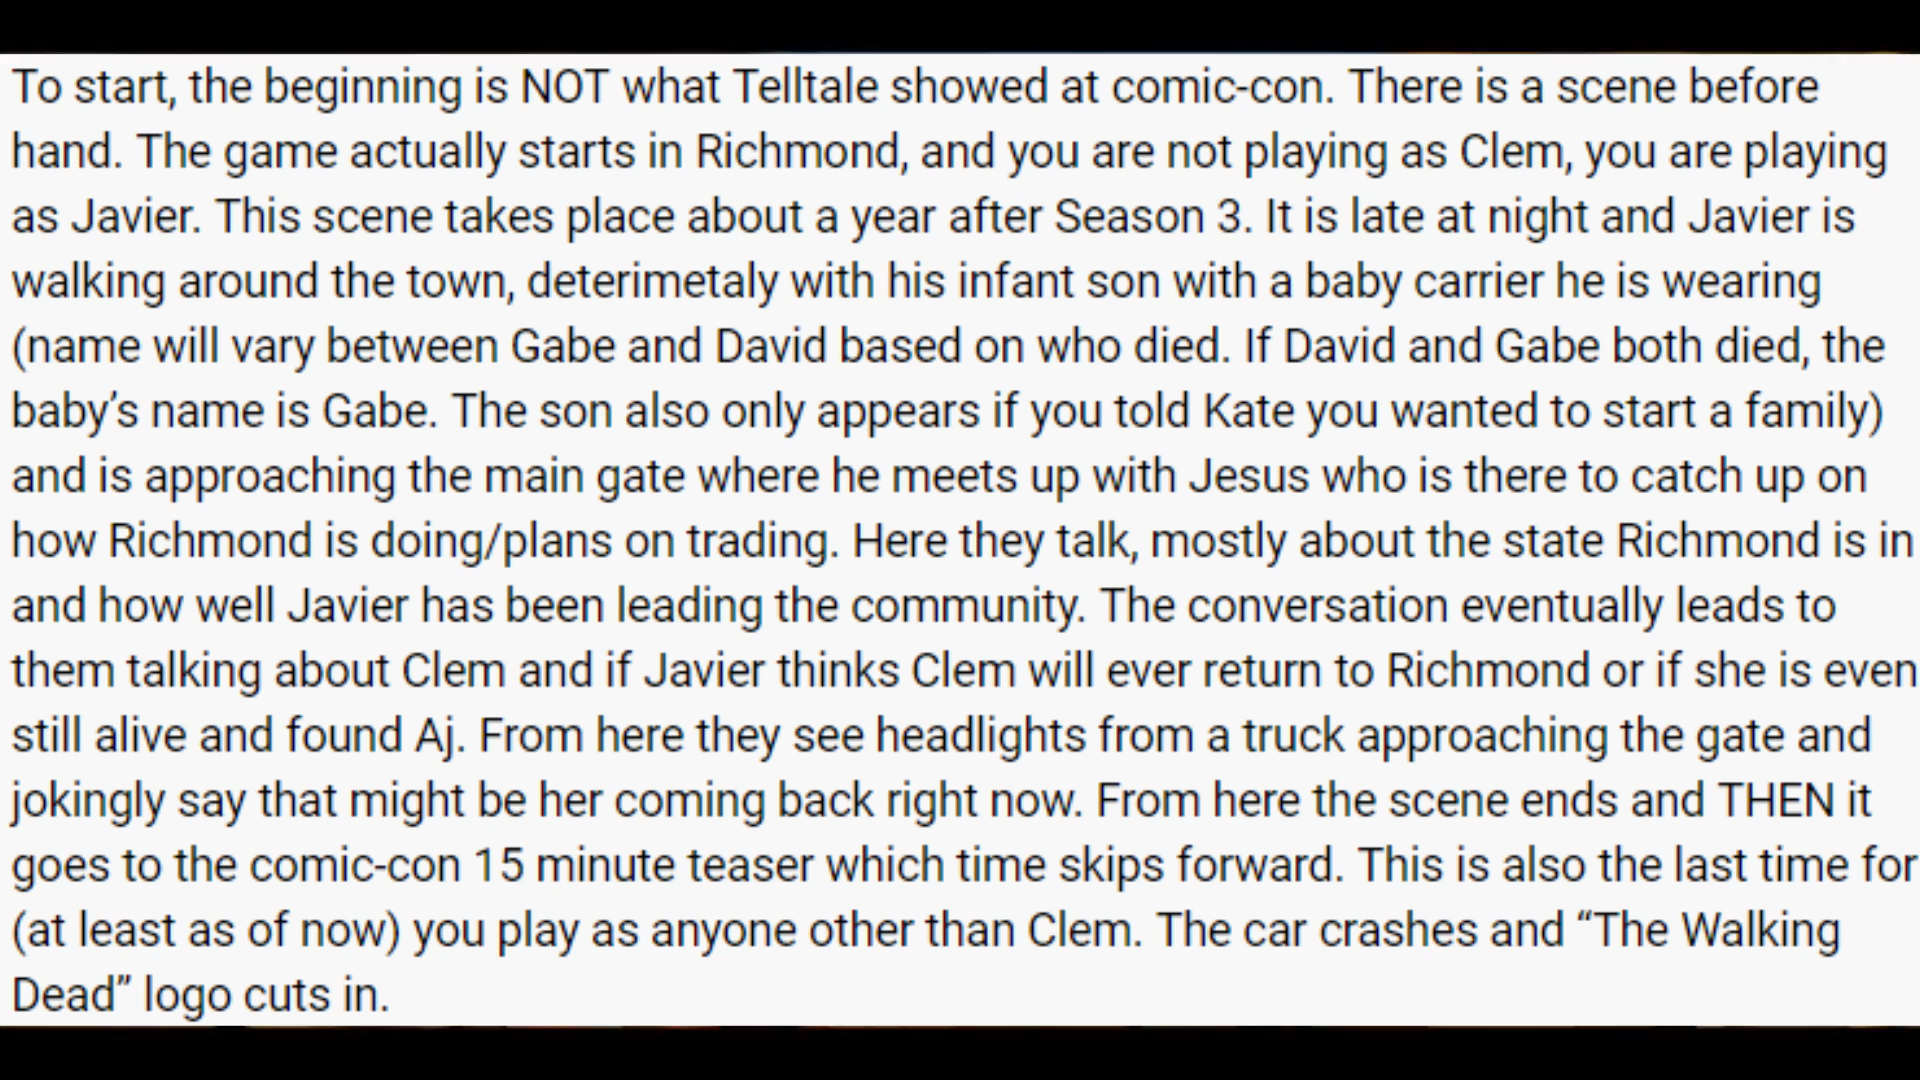 To start, the beginning is NOT what Telltale showed at comic-con. There is a scene before
hand. The game actually starts in Richmond, and you are not playing as Clem, you are playing
as Javier. This scene takes place about a year after Season 3. It is late at night and Javier is
walking around the town, deterimetaly with his infant son with a baby carrier he is wearing
(name will vary between Gabe and David based on who died. If David and Gabe both died, the
baby’s name is Gabe. The son also only appears if you told Kate you wanted to start a family)
and is approaching the main gate where he meets up with Jesus who is there to catch up on
how Richmond is doing/plans on trading. Here they talk, mostly about the state Richmond is in
and how well Javier has been leading the community. The conversation eventually leads to
them talking about Clem and if Javier thinks Clem will ever return to Richmond or if she is even
still alive and found Aj. From here they see headlights from a truck approaching the gate and
jokingly say that might be her coming back right now. From here the scene ends and THEN it
goes to the comic-con 15 minute teaser which time skips forward. This is also the last time for
(at least as of now) you play as anyone other than Clem. The car crashes and “The Walking
Dead” logo cuts in.